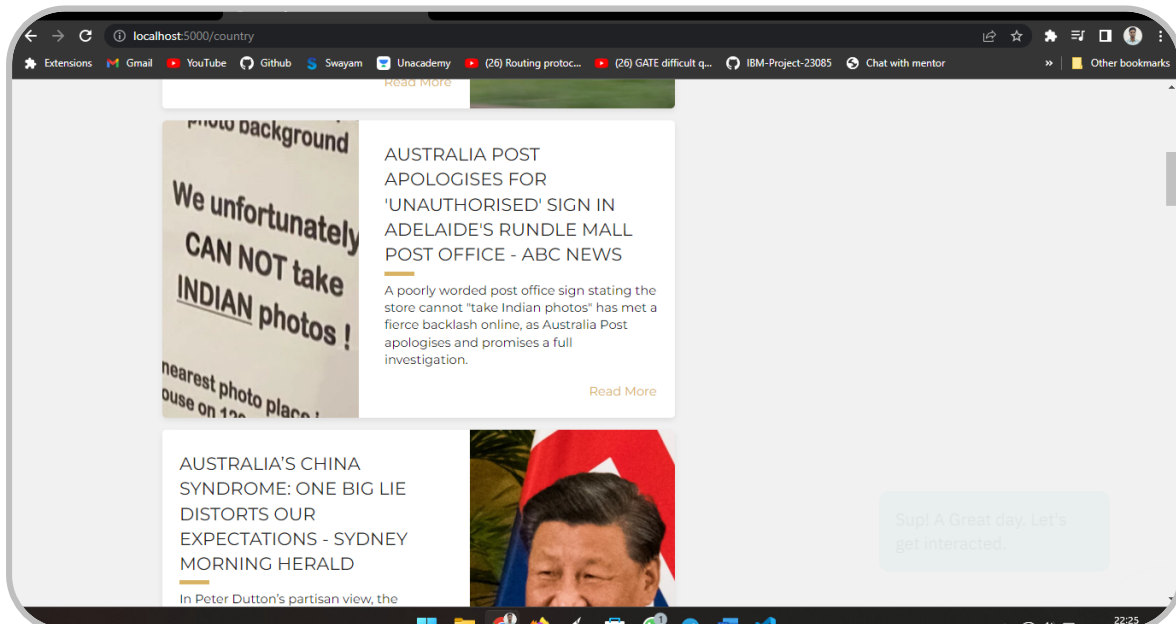 localhost:5000/country
Extensions Gmail YouTube Github Swayam Unacademy (26) Routing protoc... (26) GATE difficult q... IBM-Project-23085 Chat with mentor » Other bookmarks
Read More
photo background
We unfortunately
CAN NOT take
INDIAN photos !
nearest photo place
ouse on
AUSTRALIA POST
APOLOGISES FOR
'UNAUTHORISED' SIGN IN
ADELAIDE'S RUNDLE MALL
POST OFFICE - ABC NEWS
A poorly worded post office sign stating the
store cannot "take Indian photos" has met a
fierce backlash online, as Australia Post
apologises and promises a full
investigation.
Read More
AUSTRALIA’S CHINA
SYNDROME: ONE BIG LIE
DISTORTS OUR
EXPECTATIONS - SYDNEY
MORNING HERALD
In Peter Dutton’s partisan view, the
Sup! A Great day. Let's
get interacted.
22:25